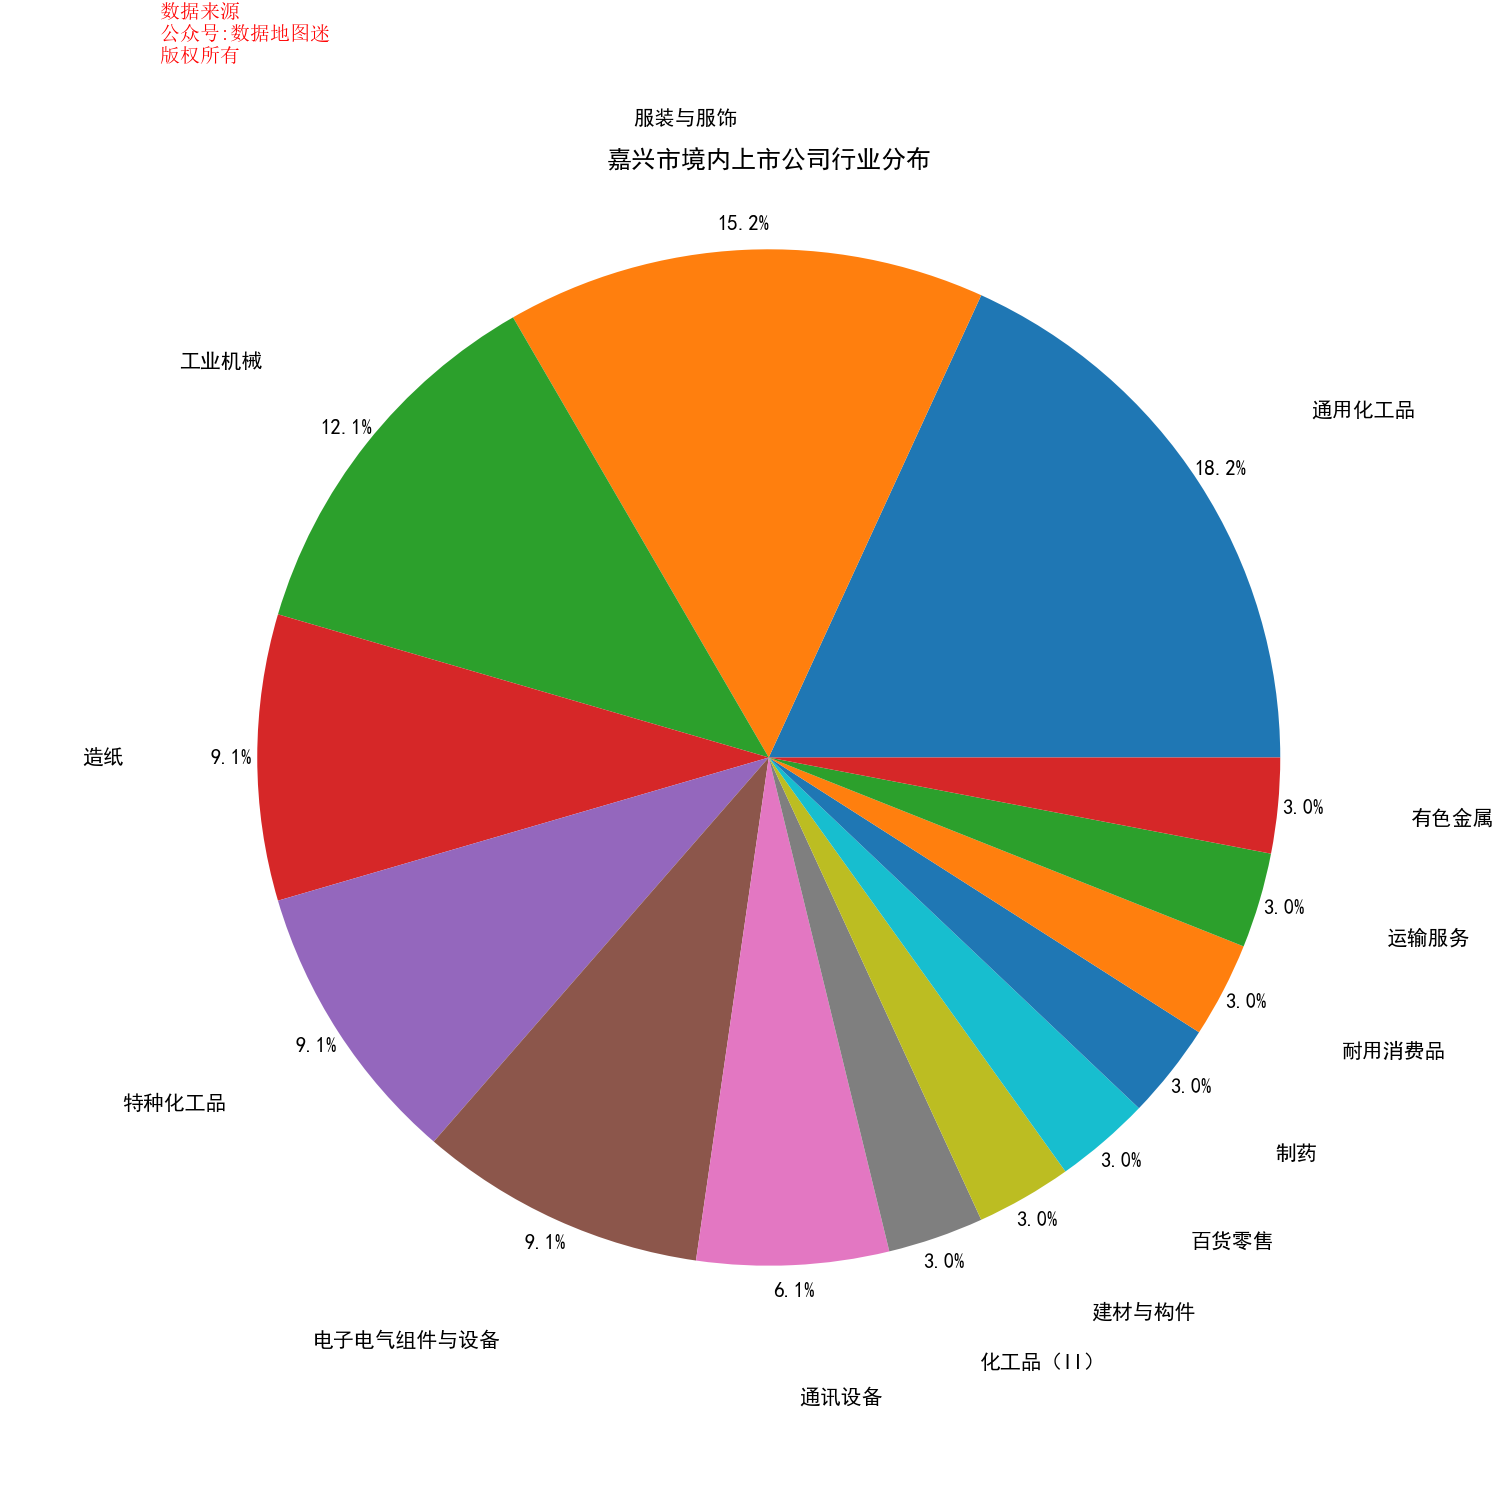 数据来源
公众号:数据地图迷
版权所有
服装与服饰
嘉兴市境内上市公司行业分布
15.2%
工业机械
12.1%
通用化工品
18.2%
造纸
9.1%
3.0%
有色金属
3.0%
运输服务
3.0%
耐用消费品
9.1%
特种化工品
3.0%
制药
3.0%
百货零售
3.0%
建材与构件
9.1%
电子电气组件与设备
3.0%
化工品（II）
6.1%
通讯设备